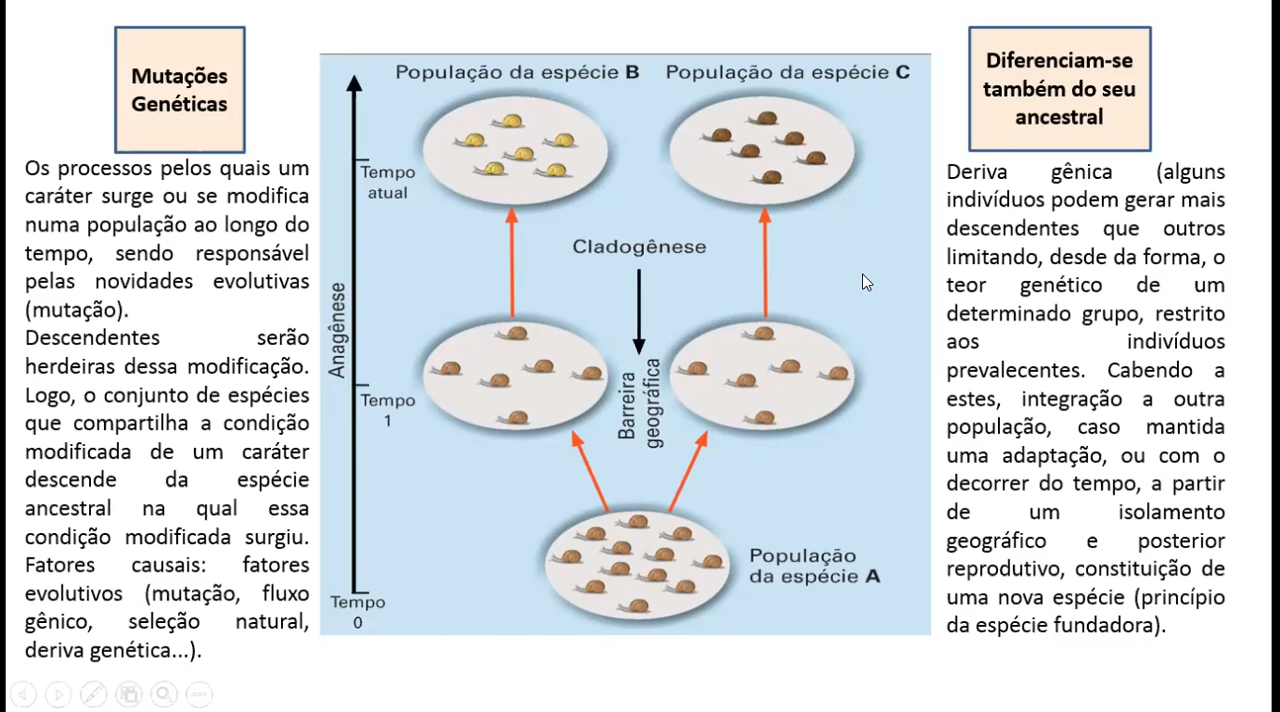 Mutações
Genéticas
Os processos pelos quais um
caráter surge ou se modifica
numa população ao longo do
tempo, sendo responsável
pelas novidades evolutivas
(mutação).
Descendentes serão
herdeiras dessa modificação.
Logo, o conjunto de espécies
que compartilha a condição
modificada de um caráter
descende da espécie
ancestral na qual essa
condição modificada surgiu.
Fatores causais: fatores
evolutivos (mutação, fluxo
gênico, seleção natural,
deriva genética...).
População da espécie B
População da espécie C
Tempo
atual
Cladogênese
Anagênese
Barreira
geográfica
Tempo
1
População
da espécie A
Tempo
0
Diferenciam-se
também do seu
ancestral
Deriva gênica (alguns
indivíduos podem gerar mais
descendentes que outros
limitando, desde da forma, o
teor genético de um
determinado grupo, restrito
aos indivíduos
prevalecentes. Cabendo a
estes, integração a outra
população, caso mantida
uma adaptação, ou com o
decorrer do tempo, a partir
de um isolamento
geográfico e posterior
reprodutivo, constituição de
uma nova espécie (princípio
da espécie fundadora).